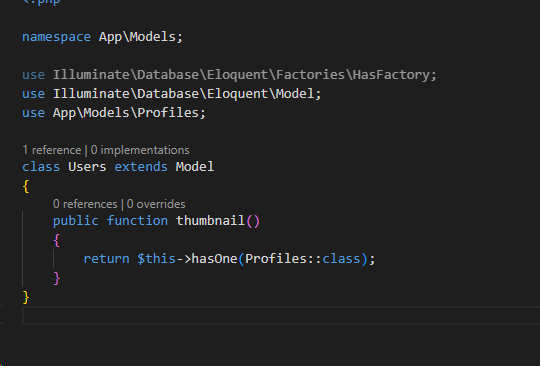 <?php
namespace App\Models;
use Illuminate\Database\Eloquent\Factories\HasFactory;
use Illuminate\Database\Eloquent\Model;
use App\Models\Profiles;
1 reference | 0 implementations
class Users extends Model
{
0 references | 0 overrides
public function thumbnail()
{
return $this->hasOne(Profiles::class);
}
}